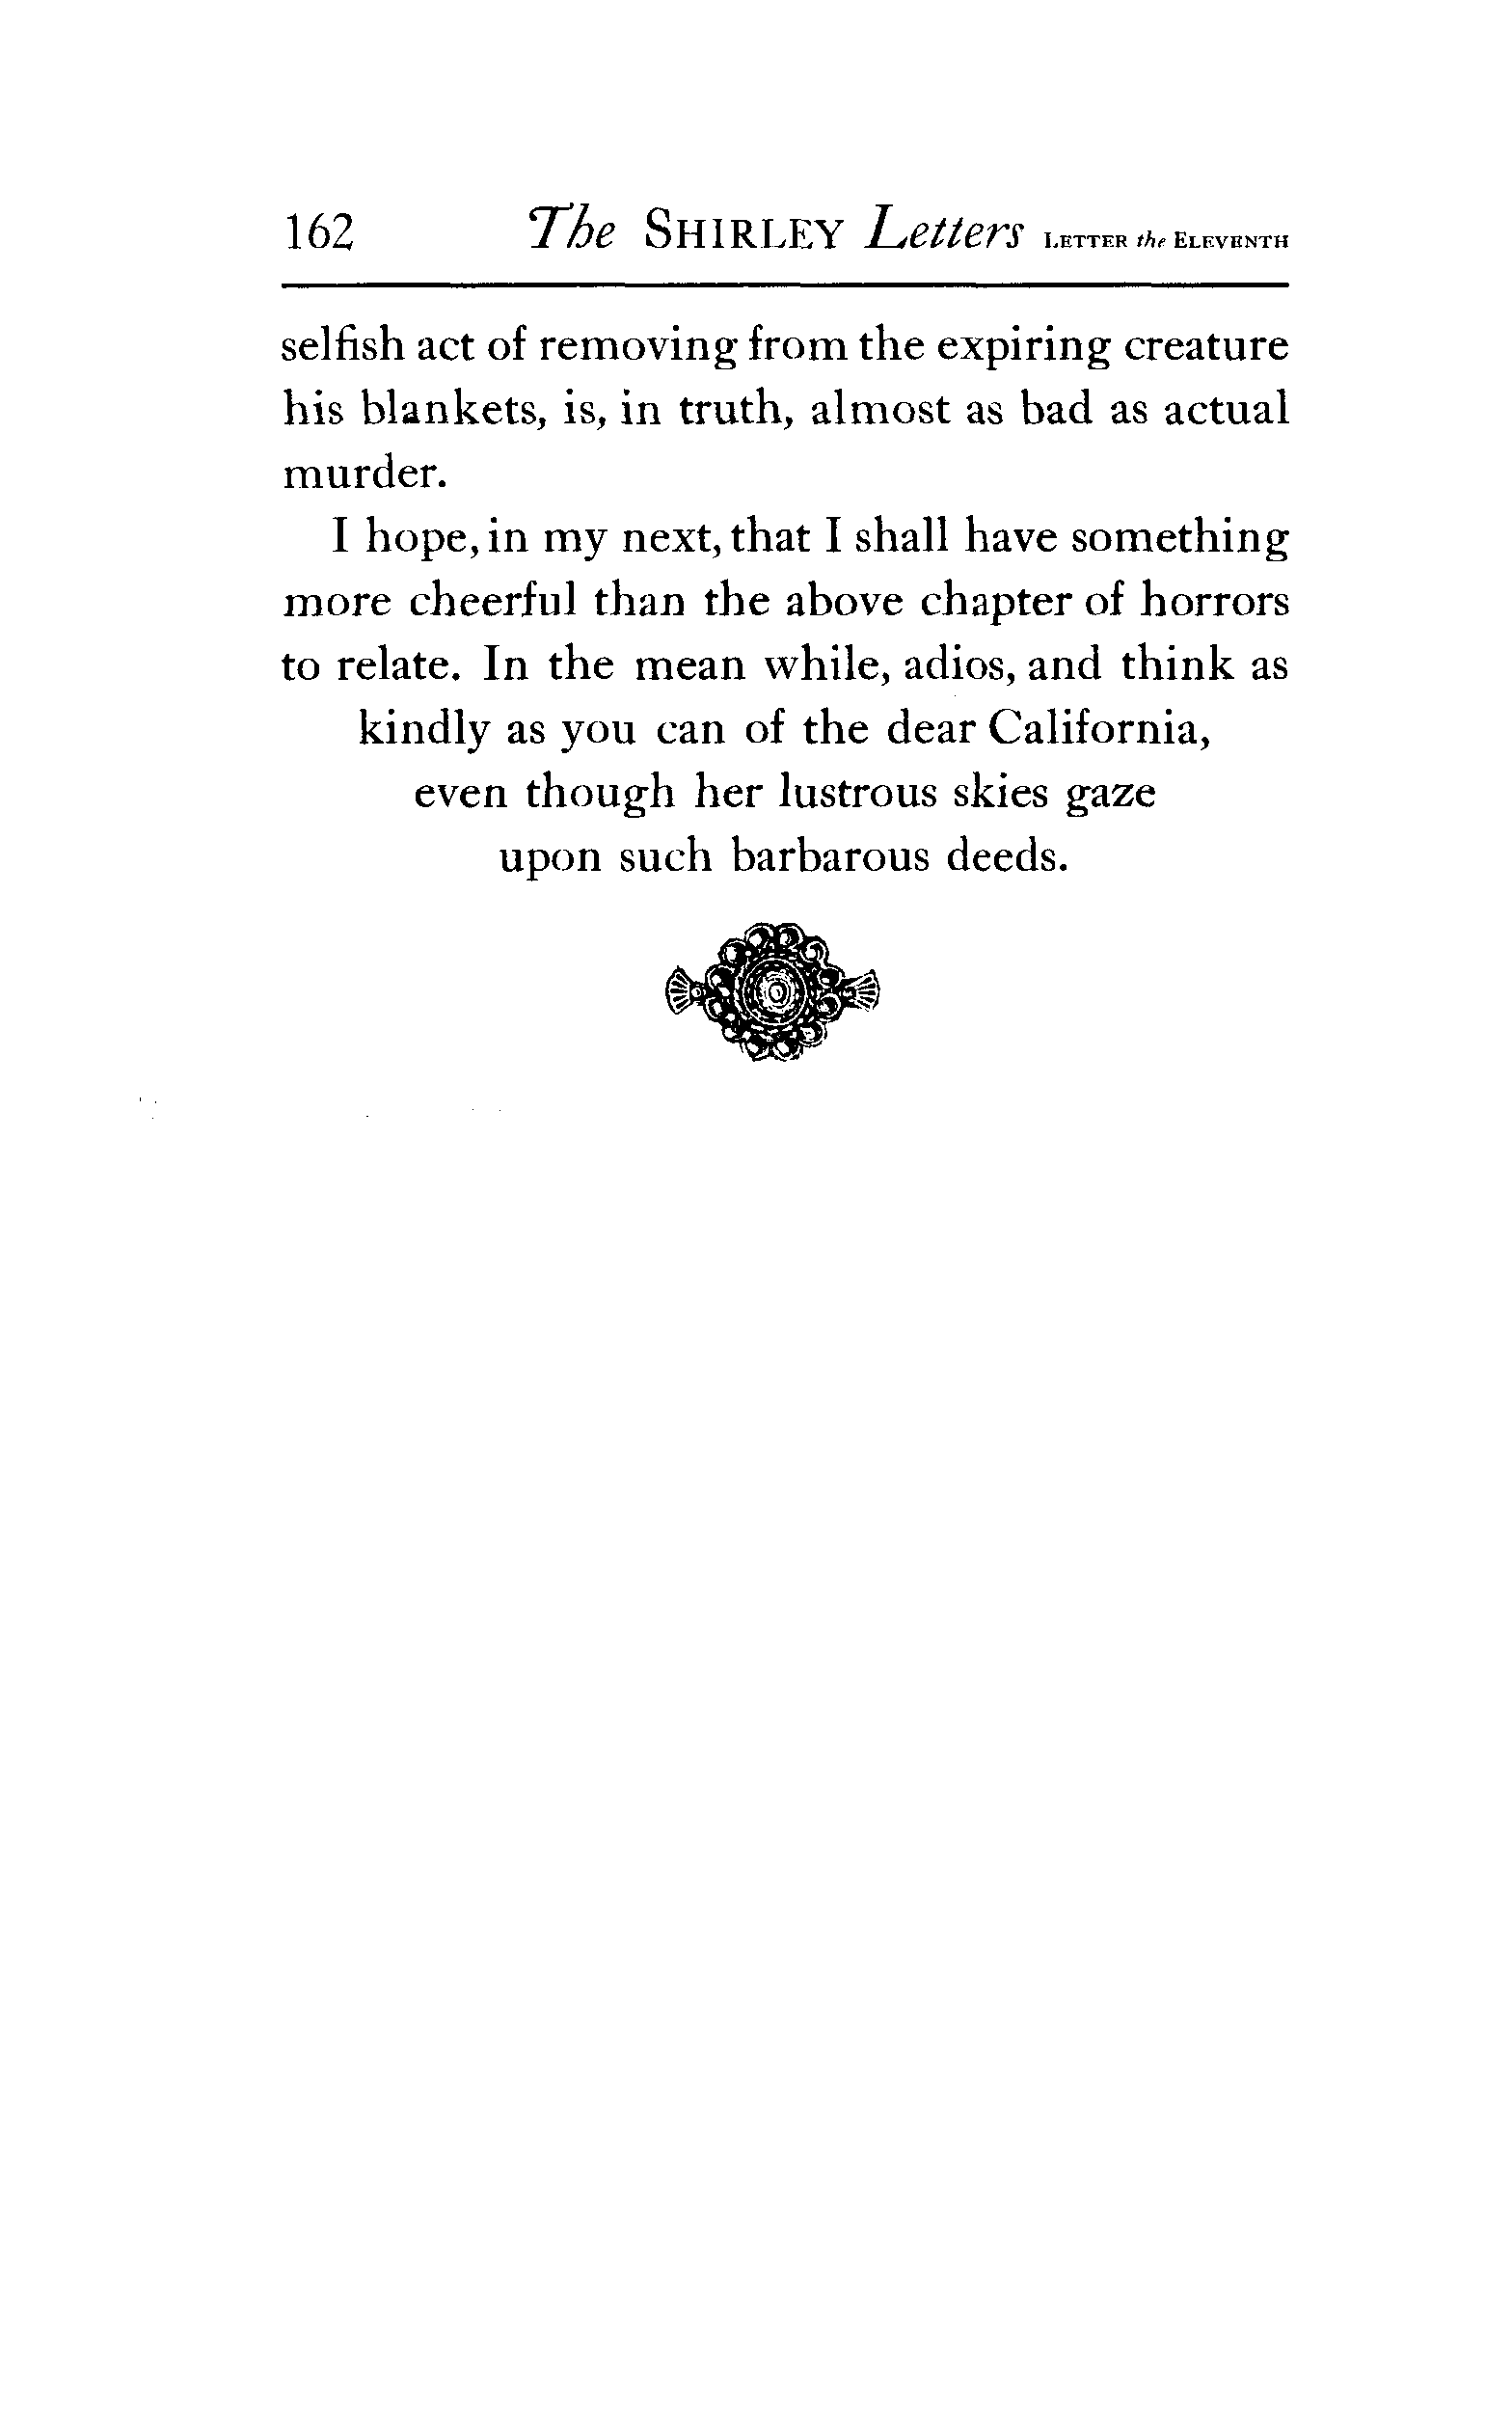 162 The SHIRLEY Letters LETTER the ELEVENTH
selfish act of removing from the expiring creature
his blankets, is, in truth, almost as bad as actual
murder.
I hope, in my next, that I shall have something
more cheerful than the above chapter of horrors
to relate. In the mean while, adios, and think as
kindly as you can of the dear California,
even though her lustrous skies gaze
upon such barbarous deeds.